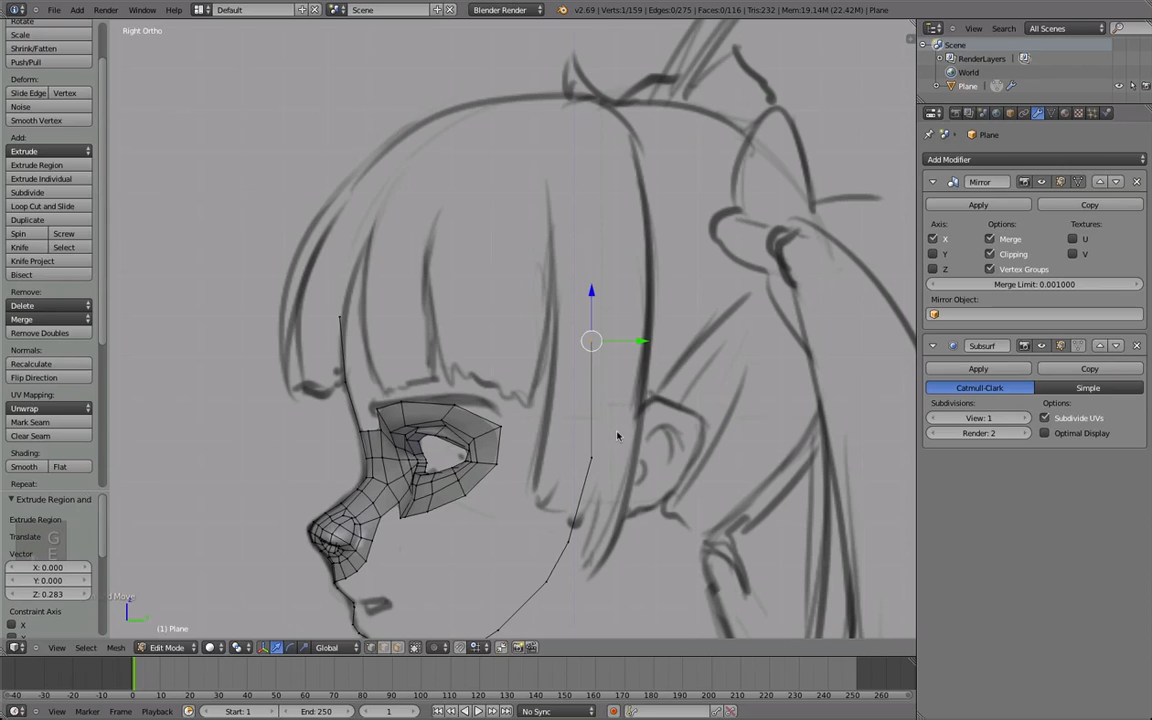 File Add Render Window Help Default Scene Blender Render v2.69 | Verts:1/159 | Edges:0/275 | Faces:0/116 | Tris:232 | Mem:19.14M (22.42M) | Plane
Rotate
Scale
Shrink/Fatten
Push/Pull
Deform:
Slide Edge Vertex
Noise
Smooth Vertex
Add:
Extrude
Extrude Region
Extrude Individual
Subdivide
Loop Cut and Slide
Duplicate
Spin Screw
Knife Select
Knife Project
Bisect
Remove:
Delete
Merge
Remove Doubles
Normals:
Recalculate
Flip Direction
UV Mapping:
Unwrap
Mark Seam
Clear Seam
Shading:
Smooth Flat
Repeat:
Extrude Region and
Extrude Region
Translate
Vector
X: 0.000
Y: 0.000
Z: 0.283
Constraint Axis
X
G
E
Move
Right Ortho
(1) Plane
View Select Mesh Edit Mode Global
View Search All Scenes
Scene
RenderLayers
World
Plane
Plane
Add Modifier
Mirror
Apply Copy
Axis: Options: Textures:
X Merge U
Y Clipping V
Z Vertex Groups
Merge Limit: 0.001000
Mirror Object:
Subsurf
Apply Copy
Catmull-Clark Simple
Subdivisions: Options:
View: 1 Subdivide UVs
Render: 2 Optimal Display
-40 -30 -20 -10 0 10 20 30 40 50 60 70 80 90 100 110 120 130 140 150 160 170 180 190 200 210 220 230 240 250 260
View Marker Frame Playback Start: 1 End: 250 1 No Sync